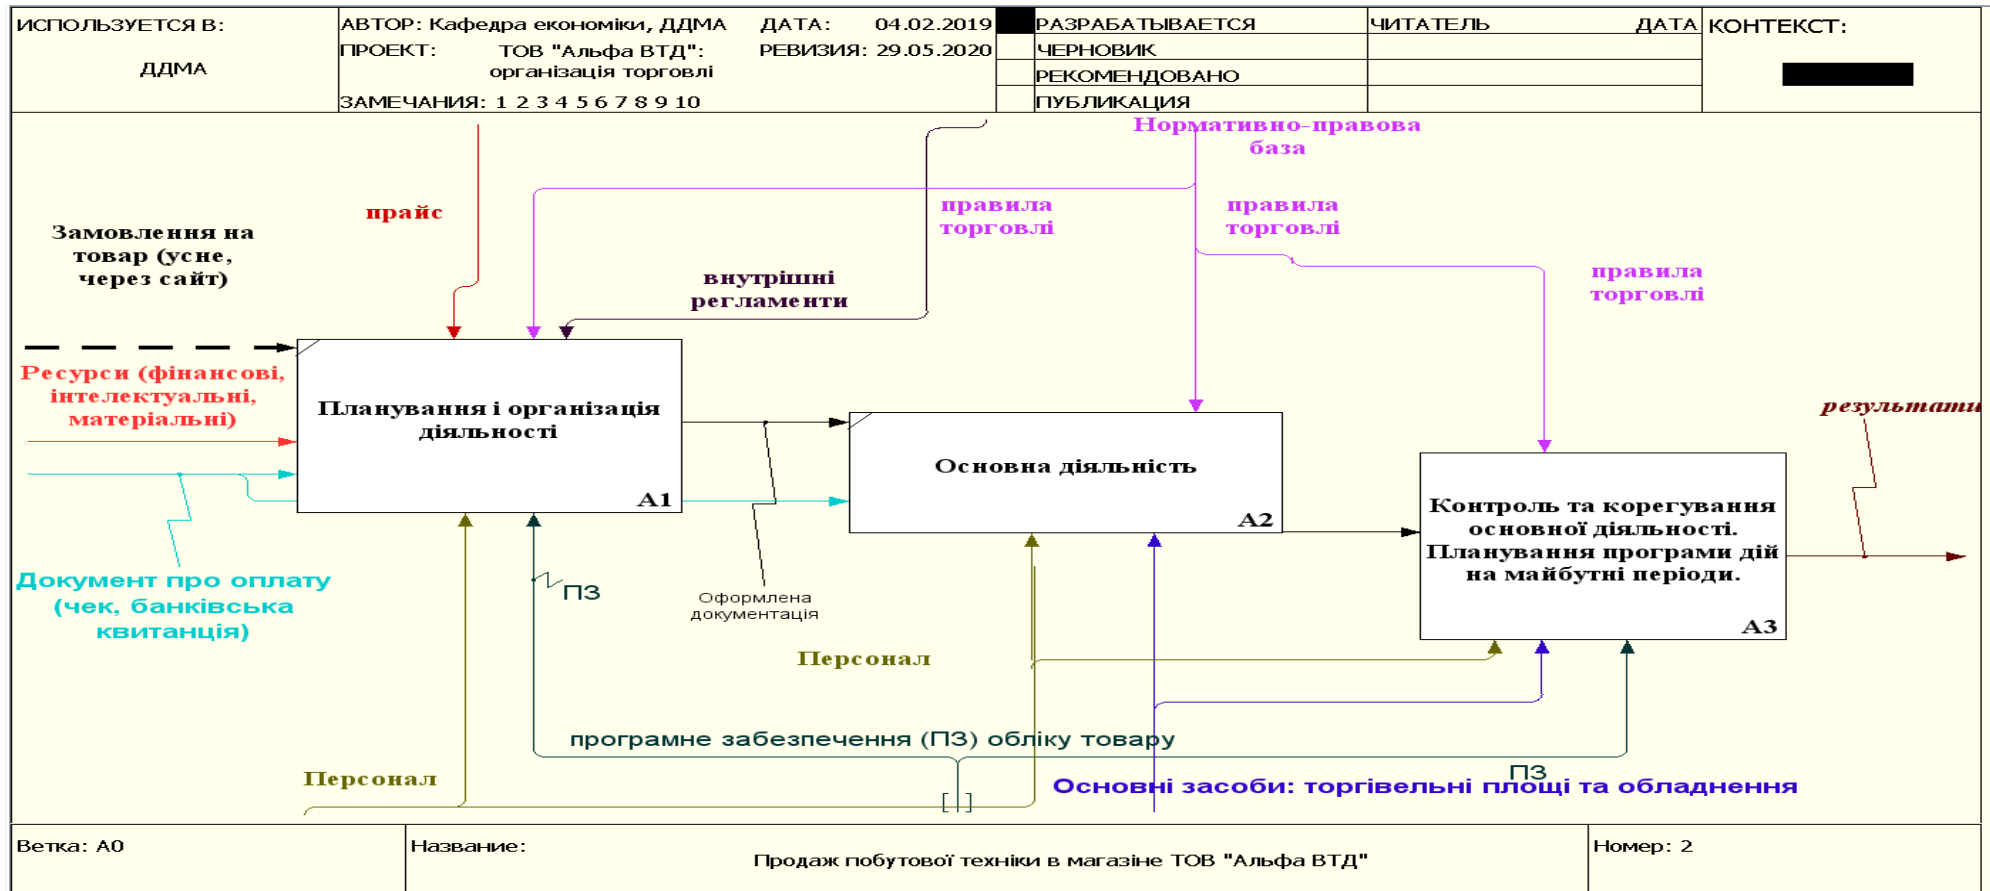 ИСПОЛЬЗУЕТСЯ В:
ДДМА
АВТОР: Кафедра економіки, ДДМА
ДАТА: 04.02.2019
ПРОЕКТ: ТОВ "Альфа ВТД":
організація торговлі
РЕВИЗИЯ: 29.05.2020
ЗАМЕЧАНИЯ: 1 2 3 4 5 6 7 8 9 10
РАЗРАБАТЫВАЕТСЯ
ЧЕРНОВИК
РЕКОМЕНДОВАНО
ПУБЛИКАЦИЯ
ЧИТАТЕЛЬ
ДАТА
КОНТЕКСТ:
Нормативно-правова
база
прайс
правила
торговлі
правила
торговлі
Замовлення на
товар (усне,
через сайт)
внутрішні
регламенти
правила
торговлі
Ресурси (фінансові,
інтелектуальні,
матеріальні)
Планування і організація
діяльності
А1
результати
Основна діяльність
А2
Контроль та корегування
основної діяльності.
Планування програми дій
на майбутні періоди.
А3
Документ про оплату
(чек, банківська
квитанція)
ПЗ
Оформлена
документація
Персонал
програмне забезпечення (ПЗ) обліку товару
Персонал
ПЗ
Основні засоби: торгівельні площі та обладнення
Ветка: А0
Название:
Продаж побутової техніки в магазіне ТОВ "Альфа ВТД"
Номер: 2